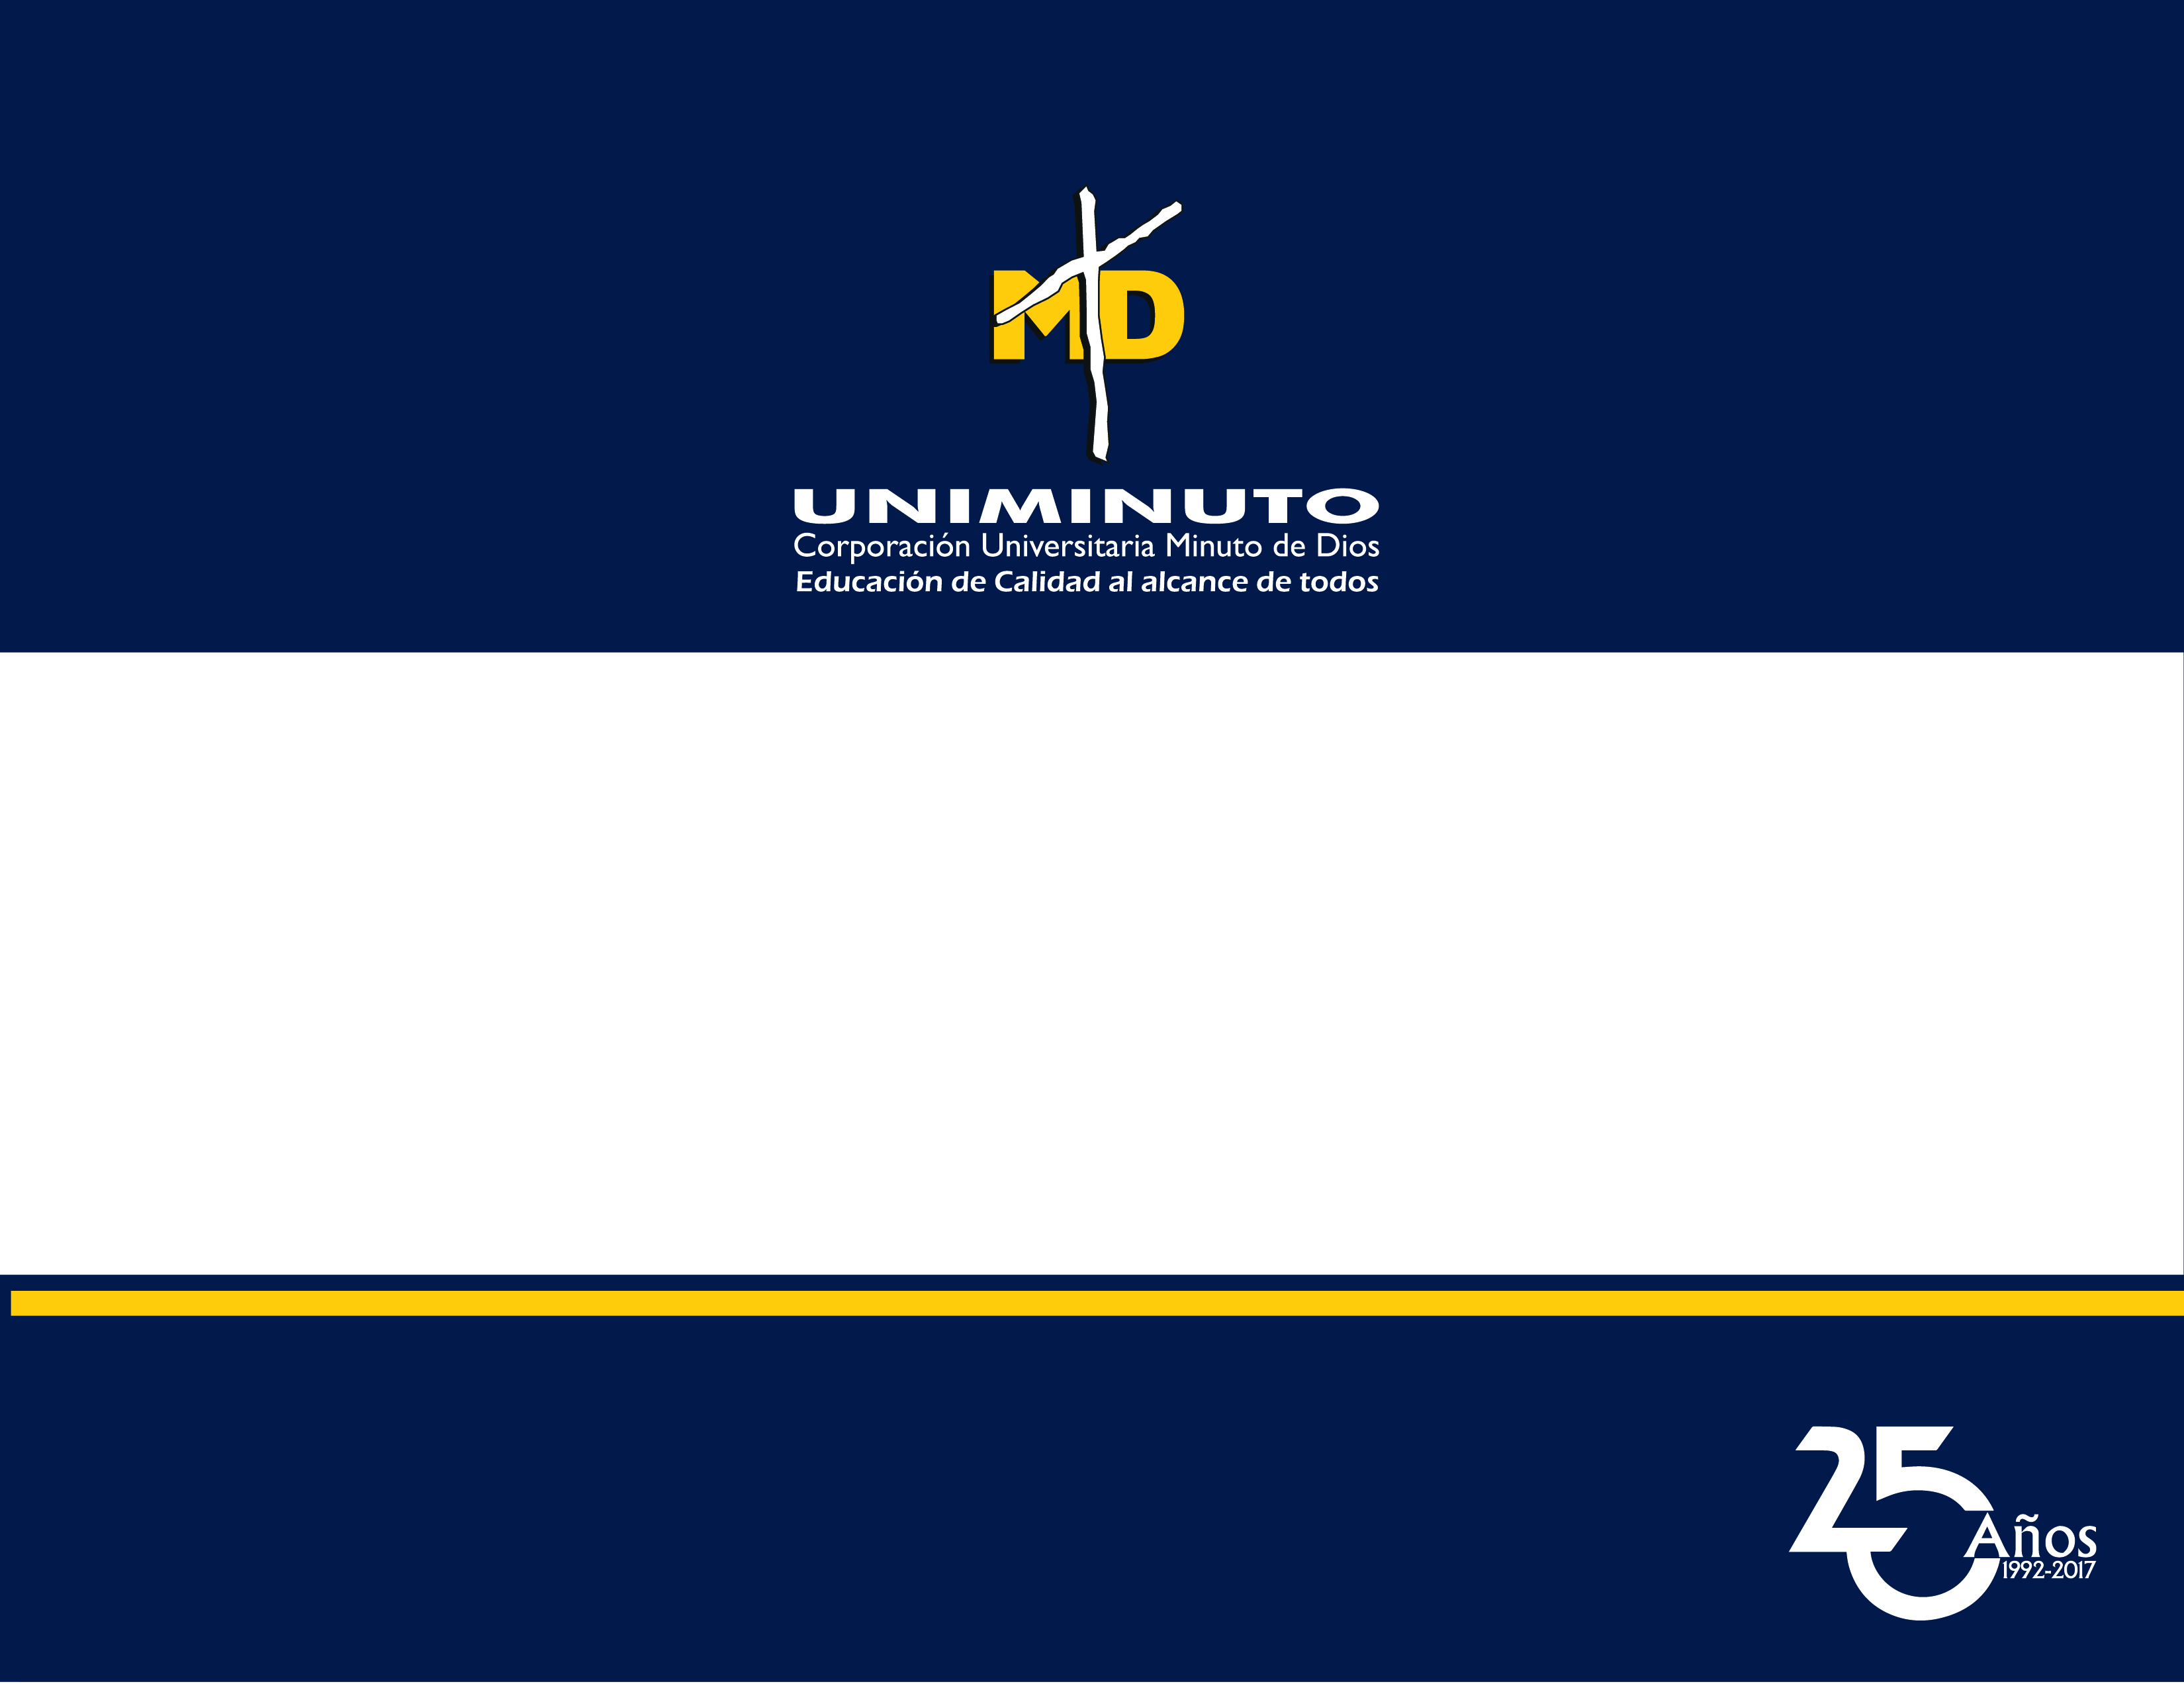 MD
UNIMINUTO
Corporación Universitaria Minuto de Dios
Educación de Calidad al alcance de todos
25
Años
1992-2017